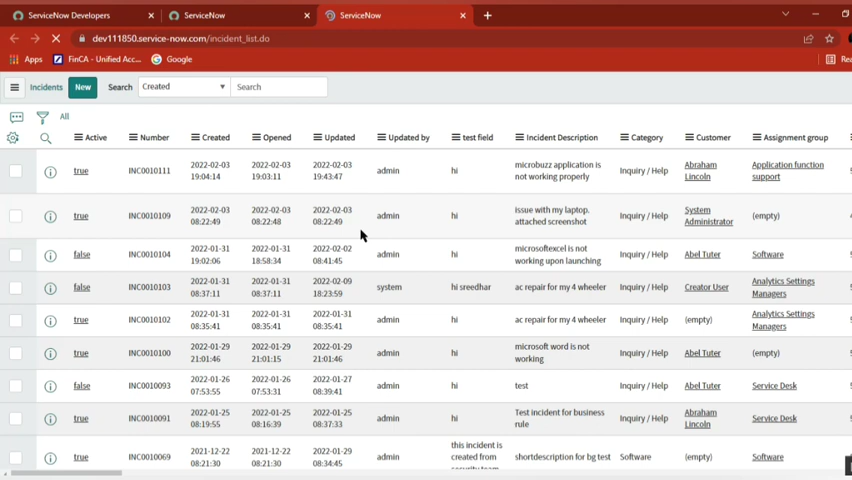 ServiceNow Developers
ServiceNow
ServiceNow
dev111850.service-now.com/incident_list.do
Apps FinCA - Unified Acc... Google Rea
Incidents New Search Created Search
All
Active Number Created Opened Updated Updated by test field Incident Description Category Customer Assignment group
true INC0010111 2022-02-03 19:04:14 2022-02-03 19:03:11 2022-02-03 19:43:47 admin hi microbuzz application is not working properly Inquiry / Help Abraham Lincoln Application function support
true INC0010109 2022-02-03 08:22:49 2022-02-03 08:22:48 2022-02-03 08:22:49 admin hi issue with my laptop. attached screenshot Inquiry / Help System Administrator (empty)
false INC0010104 2022-01-31 19:02:06 2022-01-31 18:58:34 2022-02-02 08:41:45 admin hi microsoftexcel is not working upon launching Inquiry / Help Abel Tuter Software
false INC0010103 2022-01-31 08:37:11 2022-01-31 08:37:11 2022-02-09 18:23:59 system hi sreedhar ac repair for my 4 wheeler Inquiry / Help Creator User Analytics Settings Managers
true INC0010102 2022-01-31 08:35:41 2022-01-31 08:35:41 2022-01-31 08:35:41 admin hi ac repair for my 4 wheeler Inquiry / Help (empty) Analytics Settings Managers
true INC0010100 2022-01-29 21:01:46 2022-01-29 21:01:15 2022-01-29 21:01:46 admin hi microsoft word is not working Inquiry / Help Abel Tuter (empty)
false INC0010093 2022-01-26 07:53:55 2022-01-26 07:53:31 2022-01-27 08:39:41 admin hi test Inquiry / Help Abel Tuter Service Desk
true INC0010091 2022-01-25 08:19:55 2022-01-25 08:16:39 2022-01-25 08:37:33 admin hi Test incident for business rule Inquiry / Help Abraham Lincoln Service Desk
true INC0010069 2021-12-22 08:21:30 2021-12-22 08:21:30 2022-01-29 08:34:45 admin this incident is created from shortdescription for bg test Software (empty) Software